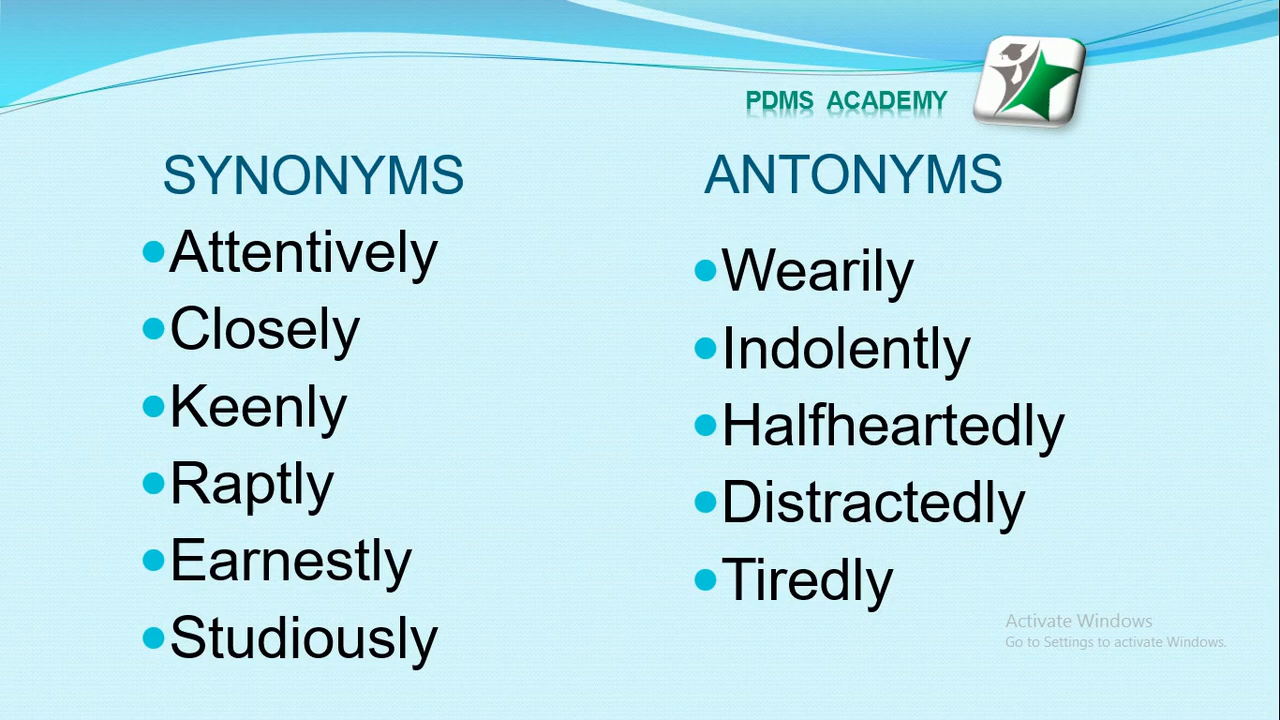 PDMS ACADEMY
SYNONYMS
Attentively
Closely
Keenly
Raptly
Earnestly
Studiously
ANTONYMS
Wearily
Indolently
Halfheartedly
Distractedly
Tiredly
Activate Windows
Go to Settings to activate Windows.